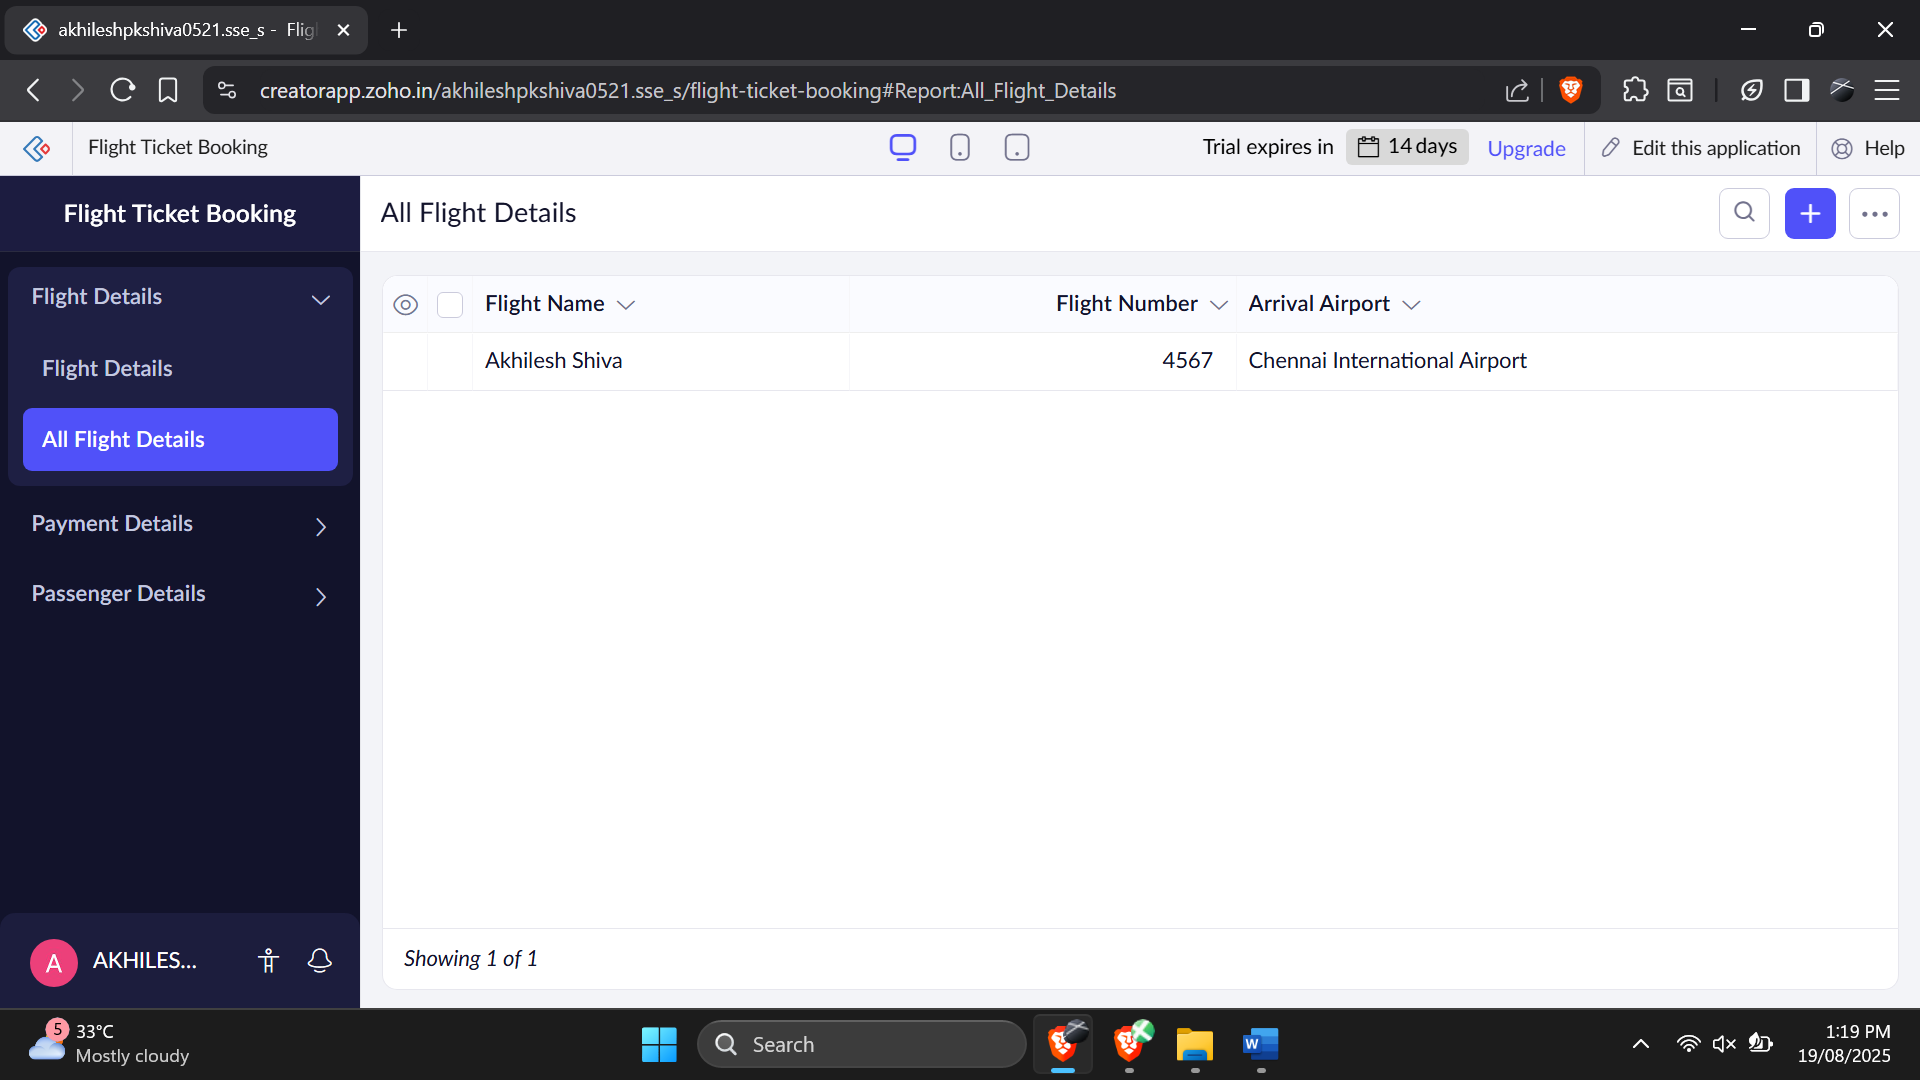 akhileshpkshiva0521.sse_s - Flig
creatorapp.zoho.in/akhileshpkshiva0521.sse_s/flight-ticket-booking#Report:All_Flight_Details
Flight Ticket Booking
Trial expires in 14 days Upgrade Edit this application Help
Flight Ticket Booking
All Flight Details
Flight Details
Flight Details
All Flight Details
Payment Details
Passenger Details
Flight Name Flight Number Arrival Airport
Akhilesh Shiva 4567 Chennai International Airport
Showing 1 of 1
A AKHILES...
5 33°C
Mostly cloudy
Search
W
1:19 PM
19/08/2025